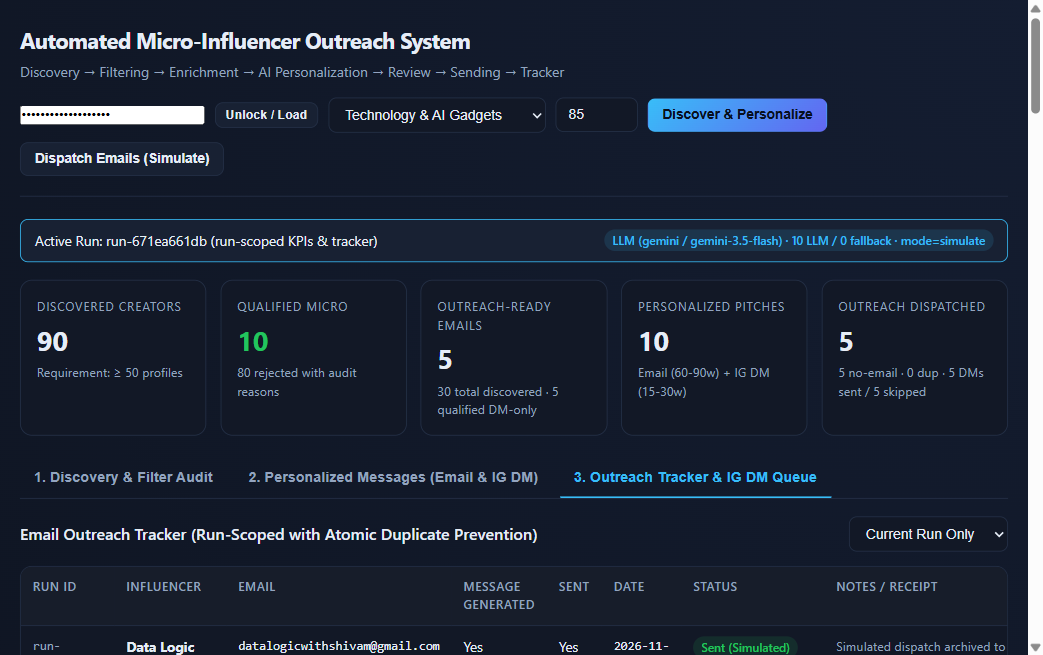 Automated Micro-Influencer Outreach System
Discovery → Filtering → Enrichment → AI Personalization → Review → Sending → Tracker
•••••••••••••••••••
Unlock / Load
Technology & AI Gadgets
85
Discover & Personalize
Dispatch Emails (Simulate)
Active Run: run-671ea661db (run-scoped KPIs & tracker)
LLM (gemini / gemini-3.5-flash) · 10 LLM / 0 fallback · mode=simulate
DISCOVERED CREATORS
90
Requirement: ≥ 50 profiles
QUALIFIED MICRO
10
80 rejected with audit
reasons
OUTREACH-READY
EMAILS
5
30 total discovered · 5
qualified DM-only
PERSONALIZED PITCHES
10
Email (60-90w) + IG DM
(15-30w)
OUTREACH DISPATCHED
5
5 no-email · 0 dup · 5 DMs
sent / 5 skipped
1. Discovery & Filter Audit
2. Personalized Messages (Email & IG DM)
3. Outreach Tracker & IG DM Queue
Email Outreach Tracker (Run-Scoped with Atomic Duplicate Prevention)
Current Run Only
RUN ID
INFLUENCER
EMAIL
MESSAGE
GENERATED
SENT
DATE
STATUS
NOTES / RECEIPT
run-
Data Logic
datalogicwithshivam@gmail.com
Yes
Yes
2026-11-
Sent (Simulated)
Simulated dispatch archived to